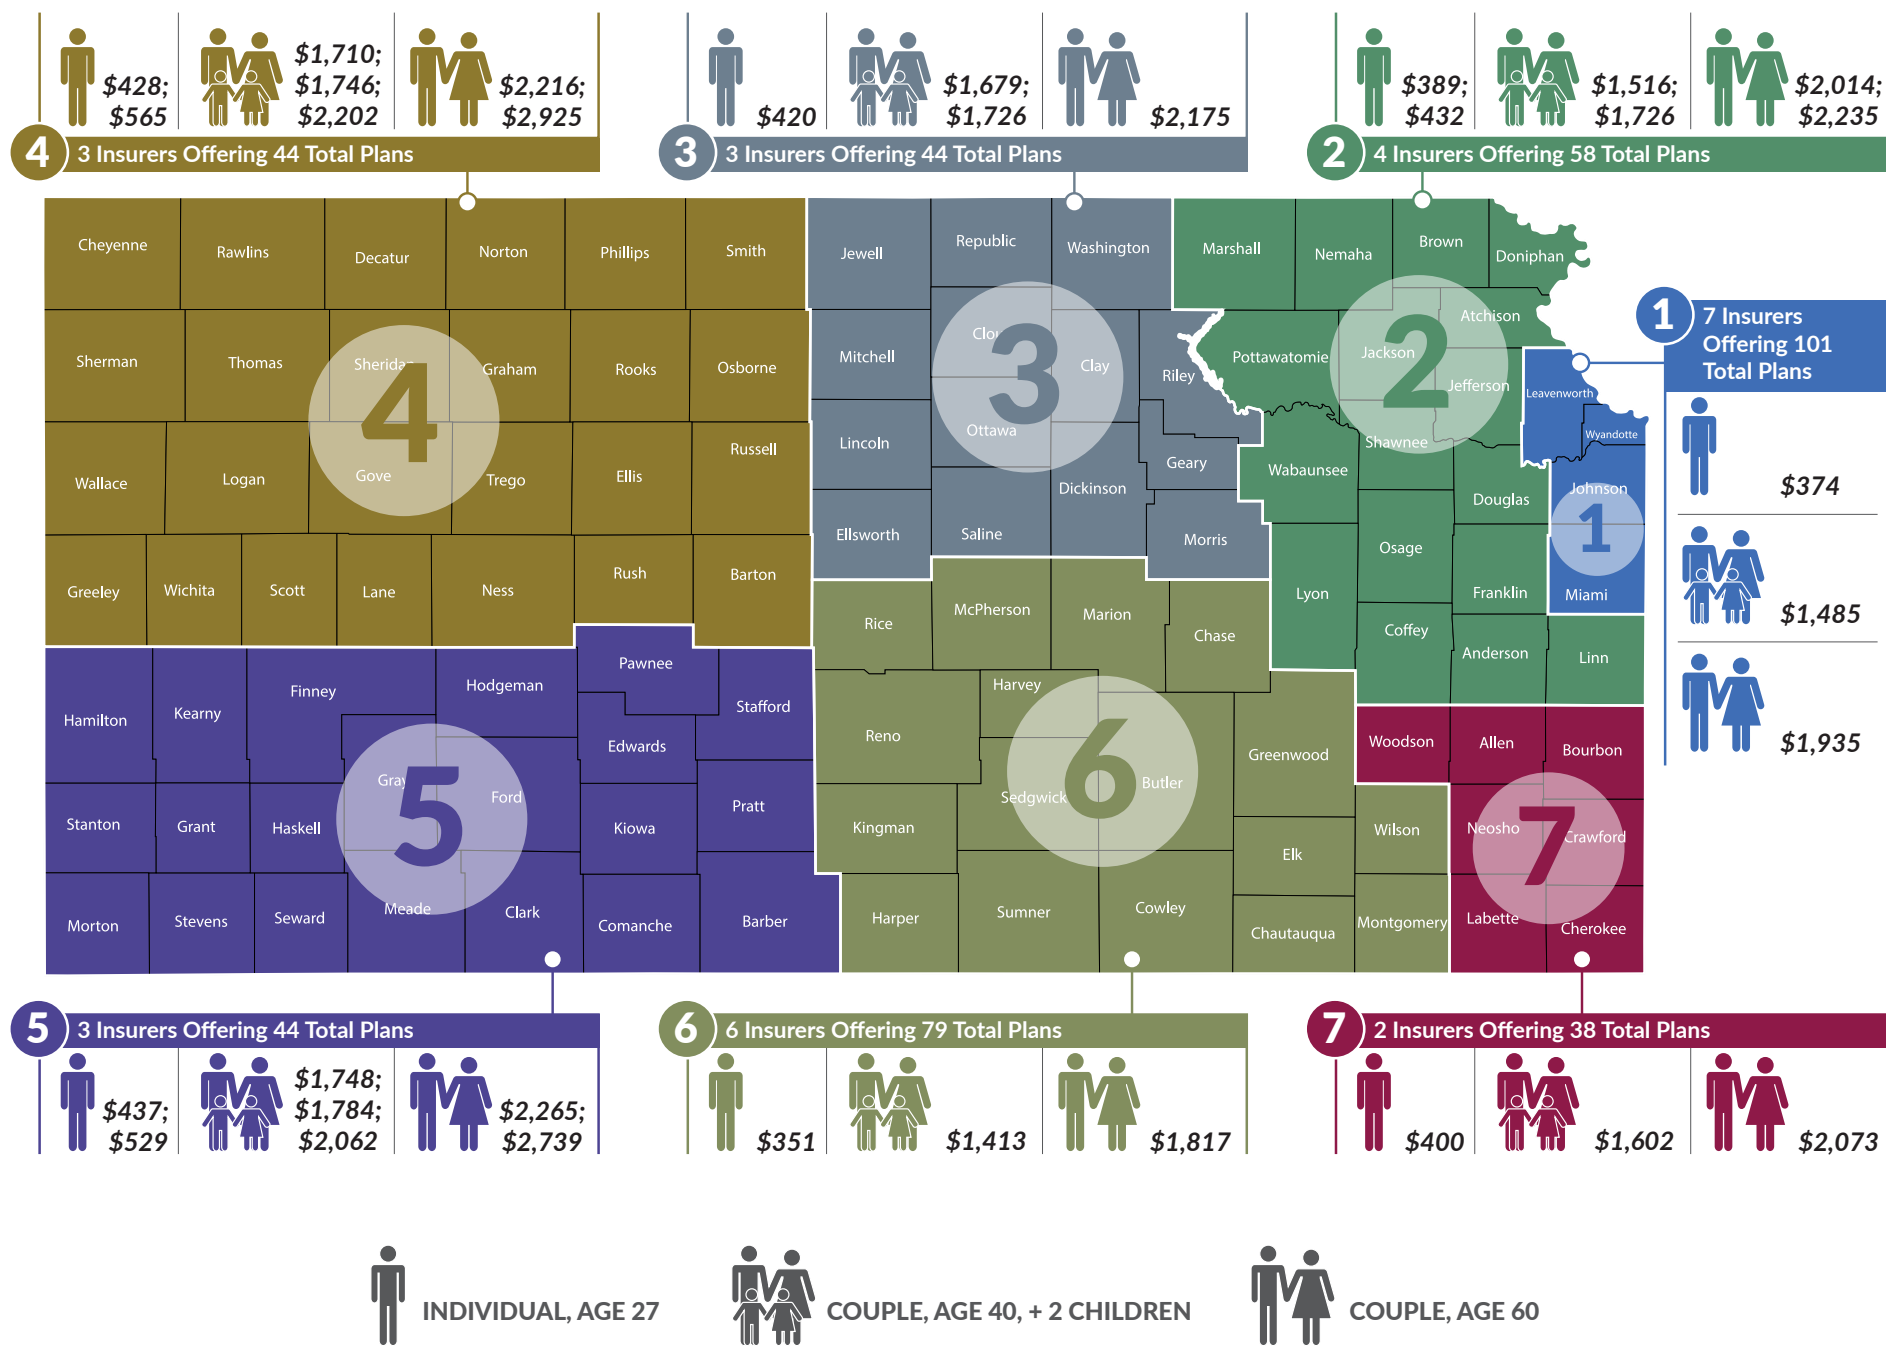 $428;
$565
$1,710;
$1,746;
$2,202
$2,216;
$2,925
4
3 Insurers Offering 44 Total Plans
$420
$1,679;
$1,726
$2,175
3
3 Insurers Offering 44 Total Plans
$389;
$432
$1,516;
$1,726
$2,014;
$2,235
2
4 Insurers Offering 58 Total Plans
1
7 Insurers
Offering 101
Total Plans
$374
$1,485
$1,935
Cheyenne
Rawlins
Decatur
Norton
Phillips
Smith
Sherman
Thomas
Sheridan
Graham
Rooks
Osborne
4
Wallace
Logan
Gove
Trego
Ellis
Russell
Greeley
Wichita
Scott
Lane
Ness
Rush
Barton
Jewell
Republic
Washington
Mitchell
Cloud
Clay
Riley
3
Lincoln
Ottawa
Geary
Dickinson
Ellsworth
Saline
Morris
Marshall
Nemaha
Brown
Doniphan
Atchison
Pottawatomie
Jackson
2
Jefferson
Shawnee
Wabaunsee
Douglas
Osage
Lyon
Franklin
Coffey
Anderson
Linn
Leavenworth
Wyandotte
Johnson
1
Miami
Pawnee
Hodgeman
Finney
Stafford
Kearny
Hamilton
Edwards
Gray
5
Ford
Pratt
Stanton
Grant
Haskell
Kiowa
Meade
Clark
Morton
Stevens
Seward
Comanche
Barber
Rice
McPherson
Marion
Chase
Harvey
Reno
Greenwood
6
Sedgwick
Butler
Kingman
Wilson
Elk
Harper
Sumner
Cowley
Chautauqua
Montgomery
Woodson
Allen
Bourbon
Neosho
7
Crawford
Labette
Cherokee
5
3 Insurers Offering 44 Total Plans
$437;
$529
$1,748;
$1,784;
$2,062
$2,265;
$2,739
6
6 Insurers Offering 79 Total Plans
$351
$1,413
$1,817
7
2 Insurers Offering 38 Total Plans
$400
$1,602
$2,073
INDIVIDUAL, AGE 27
COUPLE, AGE 40, + 2 CHILDREN
COUPLE, AGE 60